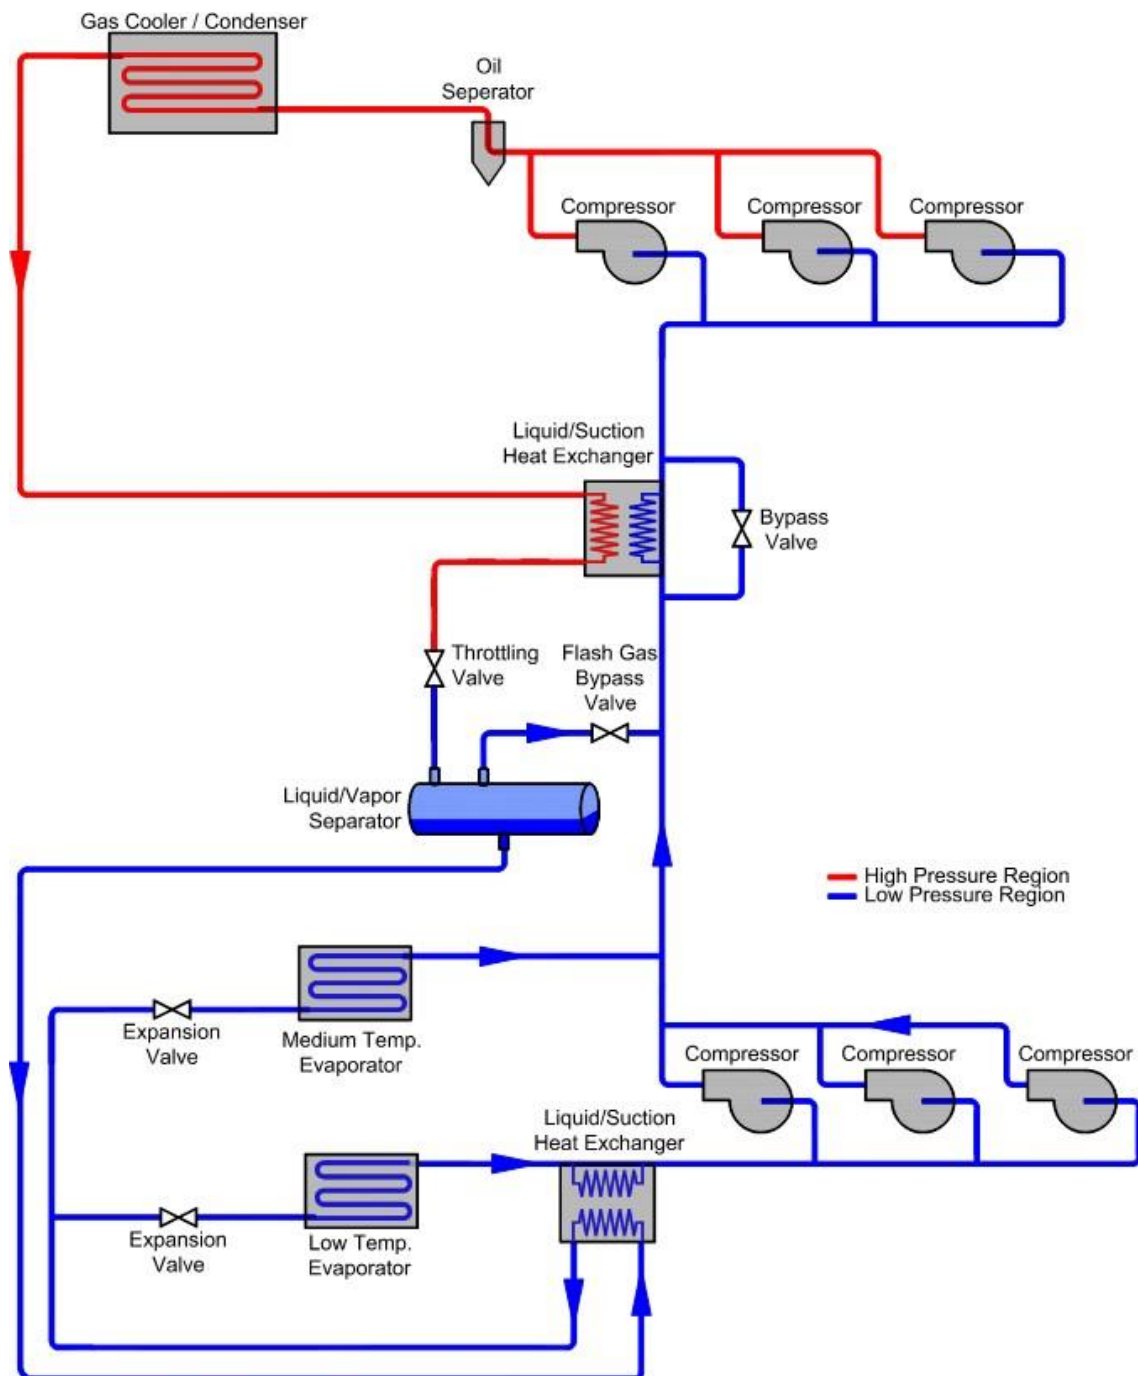 Gas Cooler / Condenser
Oil
Seperator
Compressor
Compressor
Compressor
Liquid/Suction
Heat Exchanger
Bypass
Valve
Throttling
Valve
Flash Gas
Bypass
Valve
Liquid/Vapor
Separator
High Pressure Region
Low Pressure Region
Expansion
Valve
Medium Temp.
Evaporator
Compressor
Compressor
Compressor
Liquid/Suction
Heat Exchanger
Expansion
Valve
Low Temp.
Evaporator